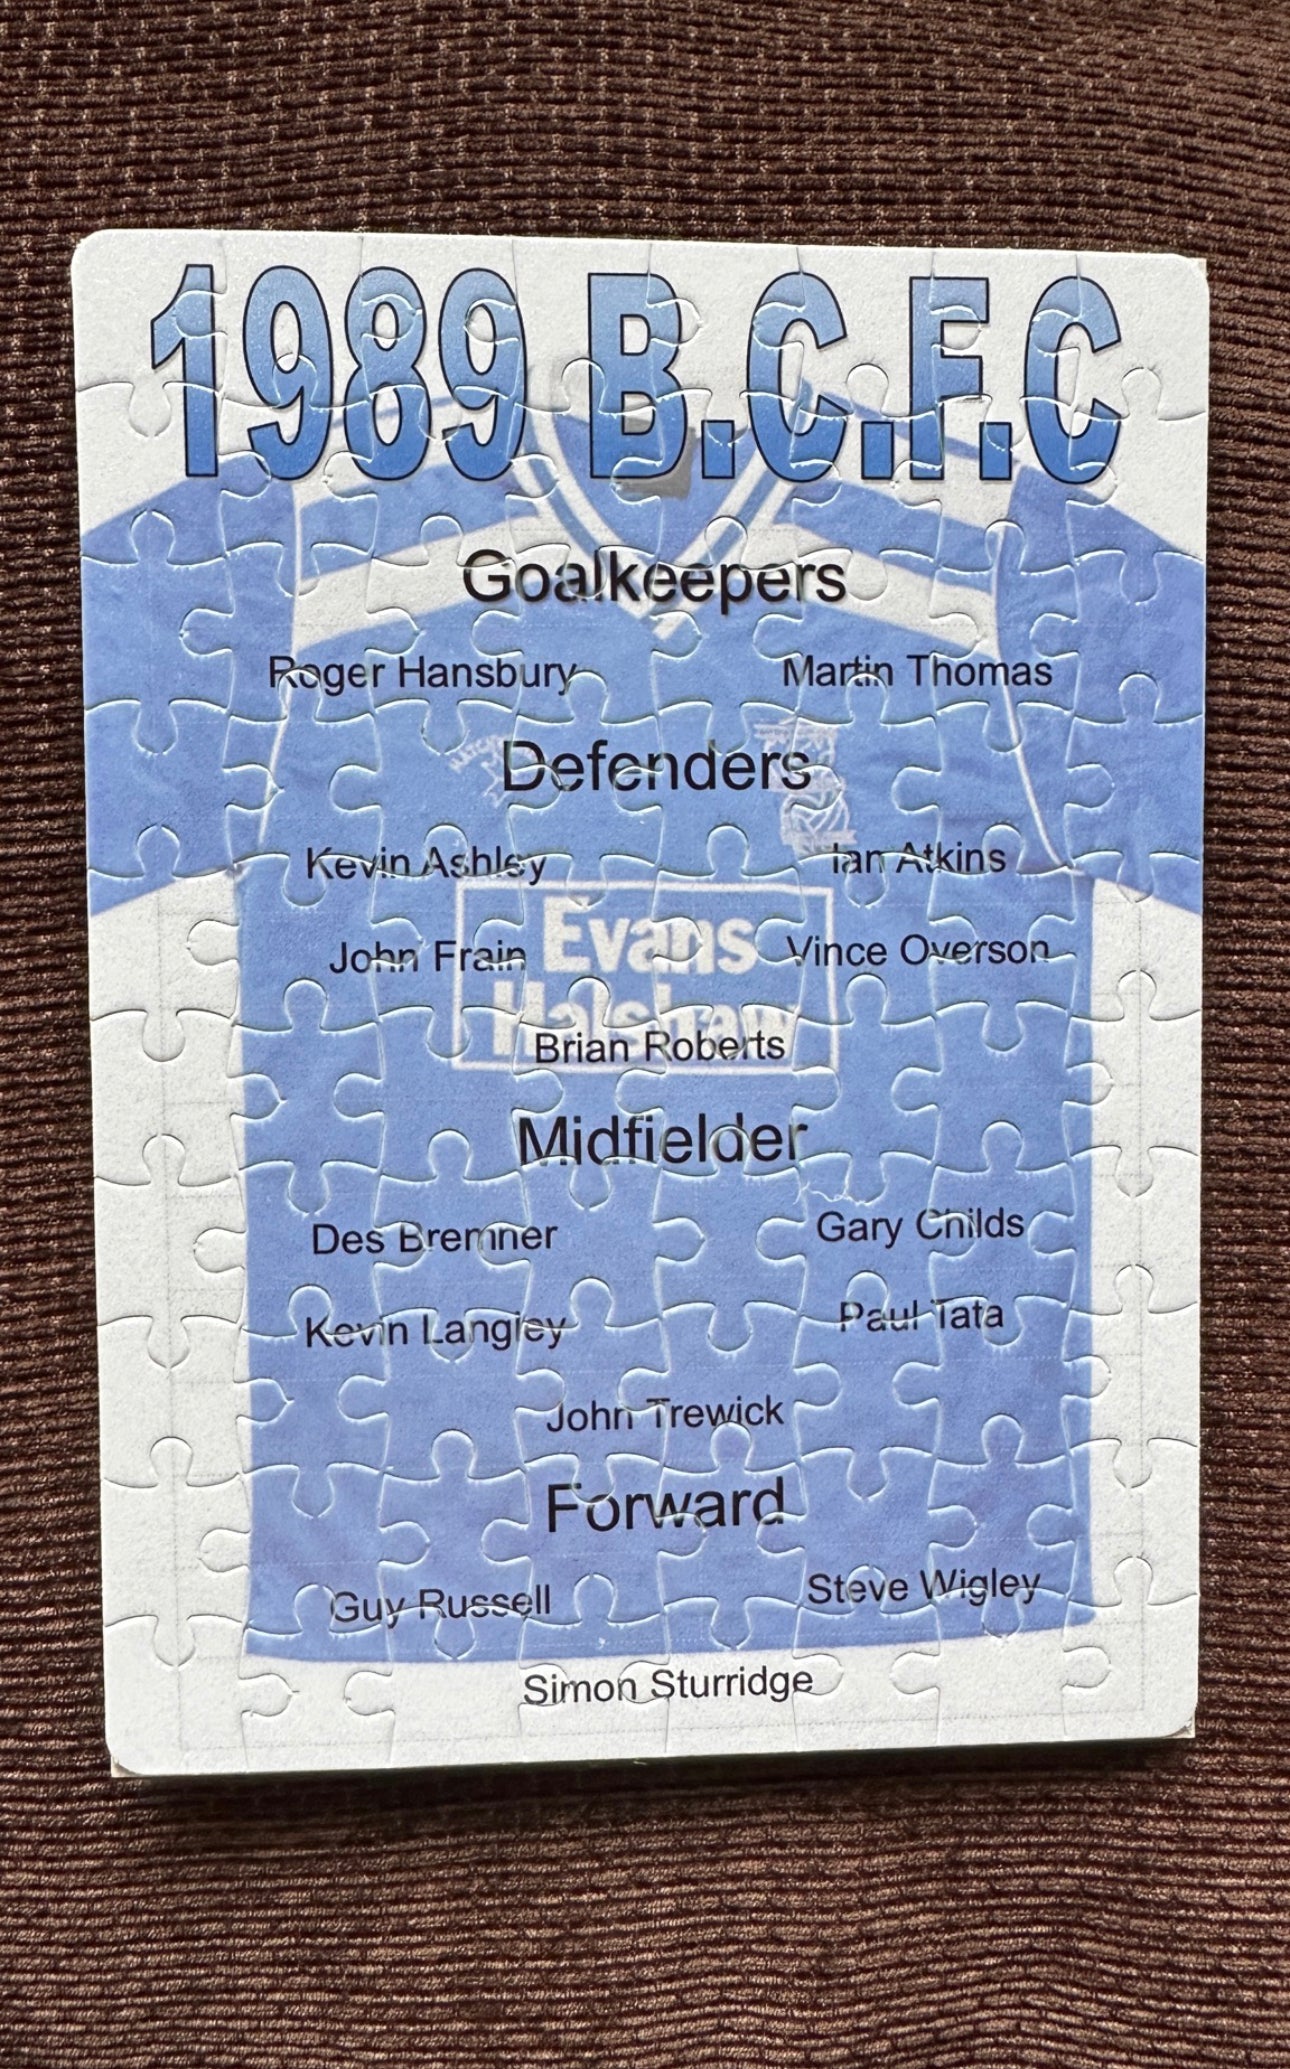 1989 B.C.F.C
Goalkeepers
Roger Hansbury Martin Thomas
Defenders
Kevin Ashley Ian Atkins
John Frain Vince Overson
Evans
Halshaw
Brian Roberts
Midfielder
Des Bremner Gary Childs
Kevin Langley Paul Tata
John Trewick
Forward
Guy Russell Steve Wigley
Simon Sturridge